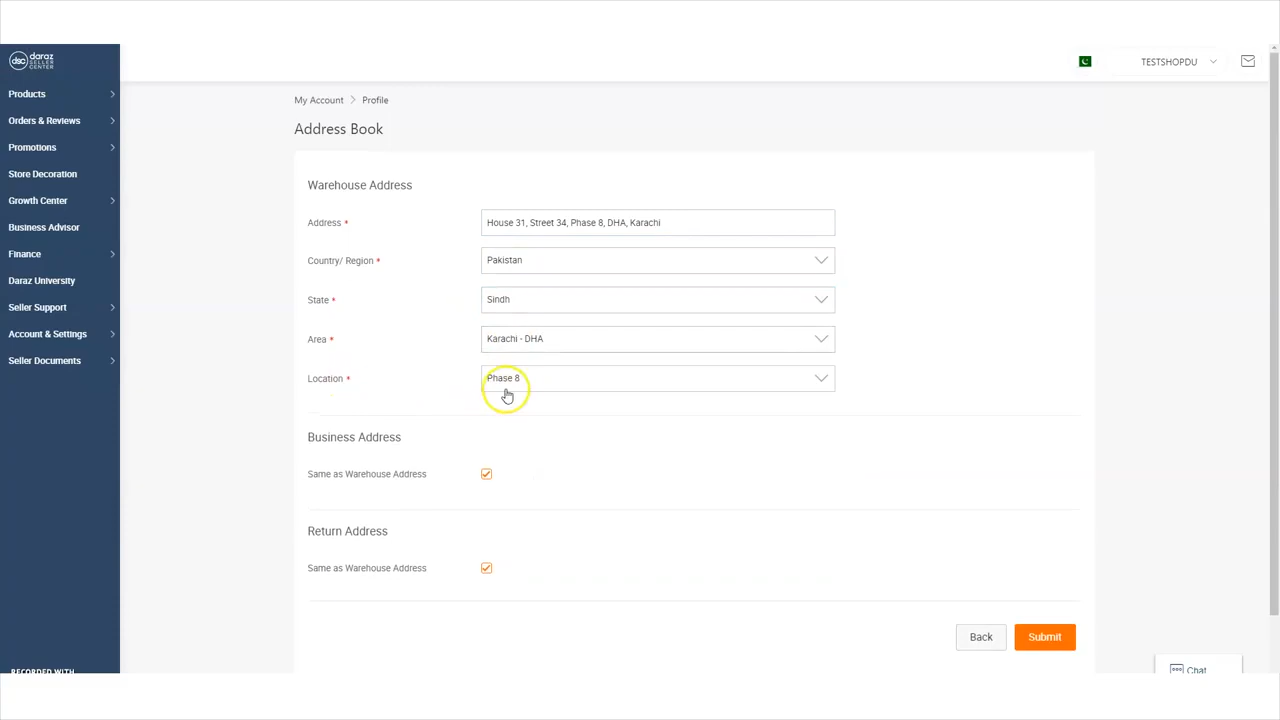 dsc daraz SELLER CENTER
TESTSHOPDU
Products
Orders & Reviews
Promotions
Store Decoration
Growth Center
Business Advisor
Finance
Daraz University
Seller Support
Account & Settings
Seller Documents
RECORDED WITH
My Account > Profile
Address Book
Warehouse Address
Address * House 31, Street 34, Phase 8, DHA, Karachi
Country/ Region * Pakistan
State * Sindh
Area * Karachi - DHA
Location * Phase 8
Business Address
Same as Warehouse Address
Return Address
Same as Warehouse Address
Back Submit
Chat